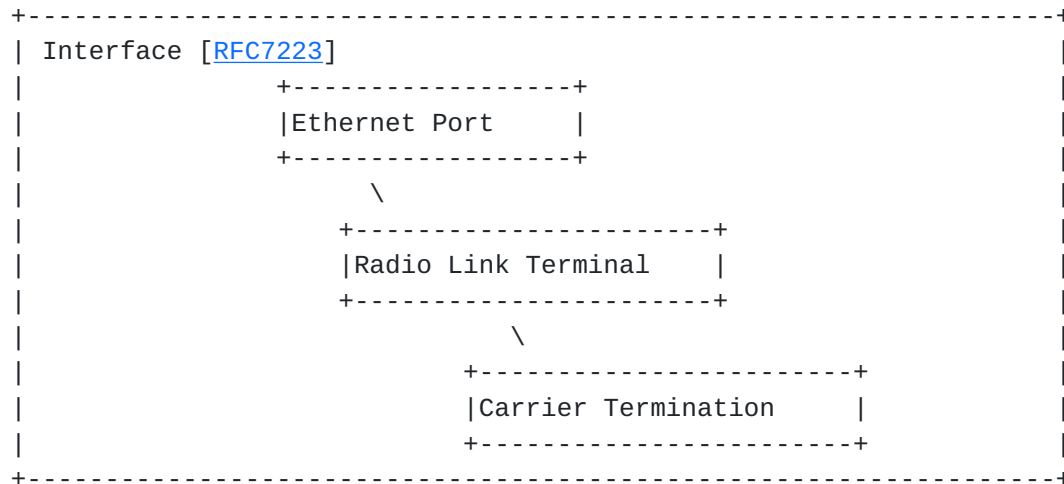 Interface [RFC7223]
Ethernet Port
Radio Link Terminal
Carrier Termination